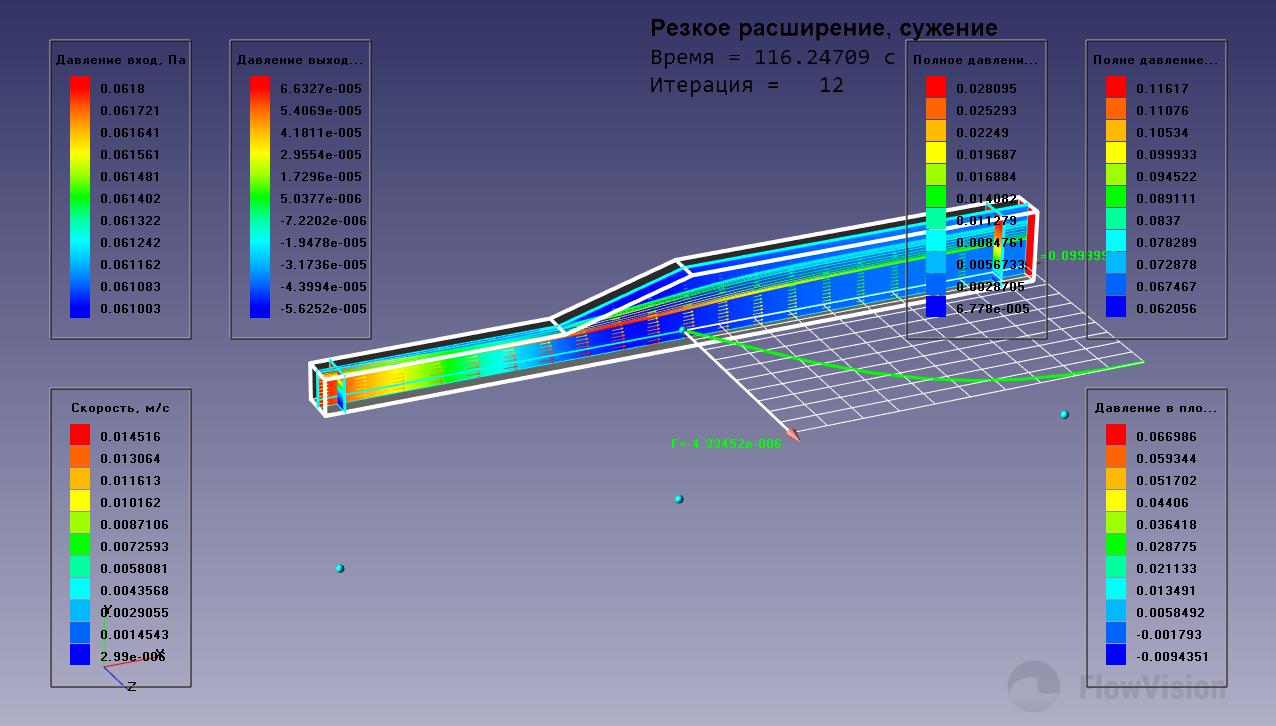 Резкое расширение, сужение
Время = 116.24709 с
Итерация = 12
Давление вход, Па
0.0618
0.061721
0.061641
0.061561
0.061481
0.061402
0.061322
0.061242
0.061162
0.061083
0.061003
Давление выход...
6.6327e-005
5.4069e-005
4.1811e-005
2.9554e-005
1.7296e-005
5.0377e-006
-7.2202e-006
-1.9478e-005
-3.1736e-005
-4.3994e-005
-5.6252e-005
Полное давлени...
0.028095
0.025293
0.02249
0.019687
0.016884
0.014082
0.011279
0.0084761
0.0056733
0.0028705
6.778e-005
Полне давление...
0.11617
0.11076
0.10534
0.099933
0.094522
0.089111
0.0837
0.078289
0.072878
0.067467
0.062056
Скорость, м/с
0.014516
0.013064
0.011613
0.010162
0.0087106
0.0072593
0.0058081
0.0043568
0.0029055
0.0014543
2.99e-006
Y
X
Z
F=-4.33452e-006
Давление в пло...
0.066986
0.059344
0.051702
0.04406
0.036418
0.028775
0.021133
0.013491
0.0058492
-0.001793
-0.0094351
FlowVision